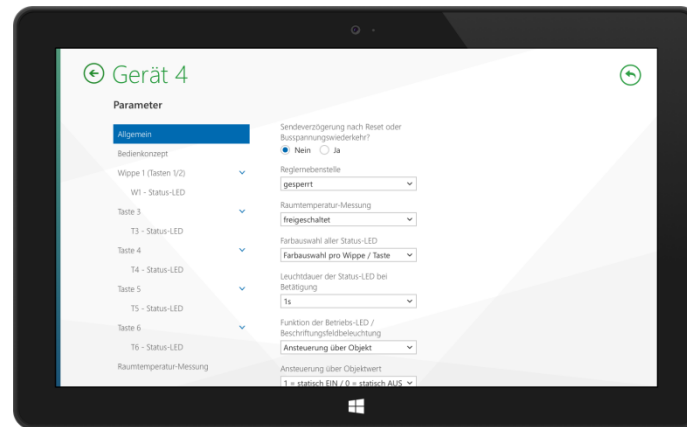 Gerät 4
Parameter
Allgemein
Bedienkonzept
Wippe 1 (Tasten 1/2)
W1 - Status-LED
Taste 3
T3 - Status-LED
Taste 4
T4 - Status-LED
Taste 5
T5 - Status-LED
Taste 6
T6 - Status-LED
Raumtemperatur-Messung
Sendeverzögerung nach Reset oder
Busspannungswiederkehr?
Nein Ja
Reglernebenstelle
gesperrt
Raumtemperatur-Messung
freigeschaltet
Farbauswahl aller Status-LED
Farbauswahl pro Wippe / Taste
Leuchtdauer der Status-LED bei
Betätigung
1s
Funktion der Betriebs-LED /
Beschriftungsfeldbeleuchtung
Ansteuerung über Objekt
Ansteuerung über Objektwert
1 = statisch EIN / 0 = statisch AUS